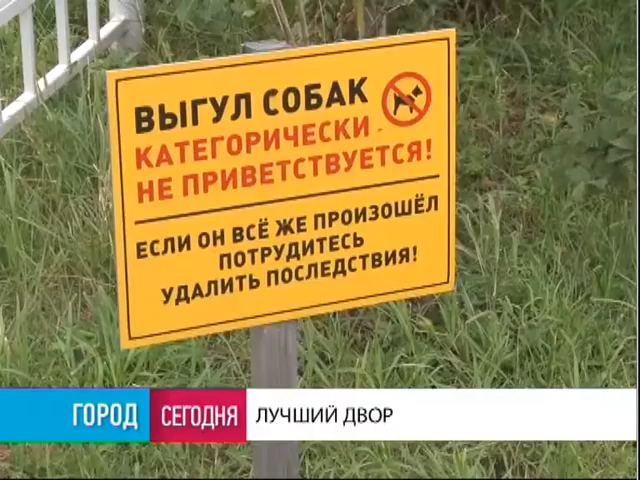 ВЫГУЛ СОБАК
КАТЕГОРИЧЕСКИ
НЕ ПРИВЕТСТВУЕТСЯ!
ЕСЛИ ОН ВСЁ ЖЕ ПРОИЗОШЁЛ
ПОТРУДИТЕСЬ
УДАЛИТЬ ПОСЛЕДСТВИЯ!
ГОРОД СЕГОДНЯ ЛУЧШИЙ ДВОР